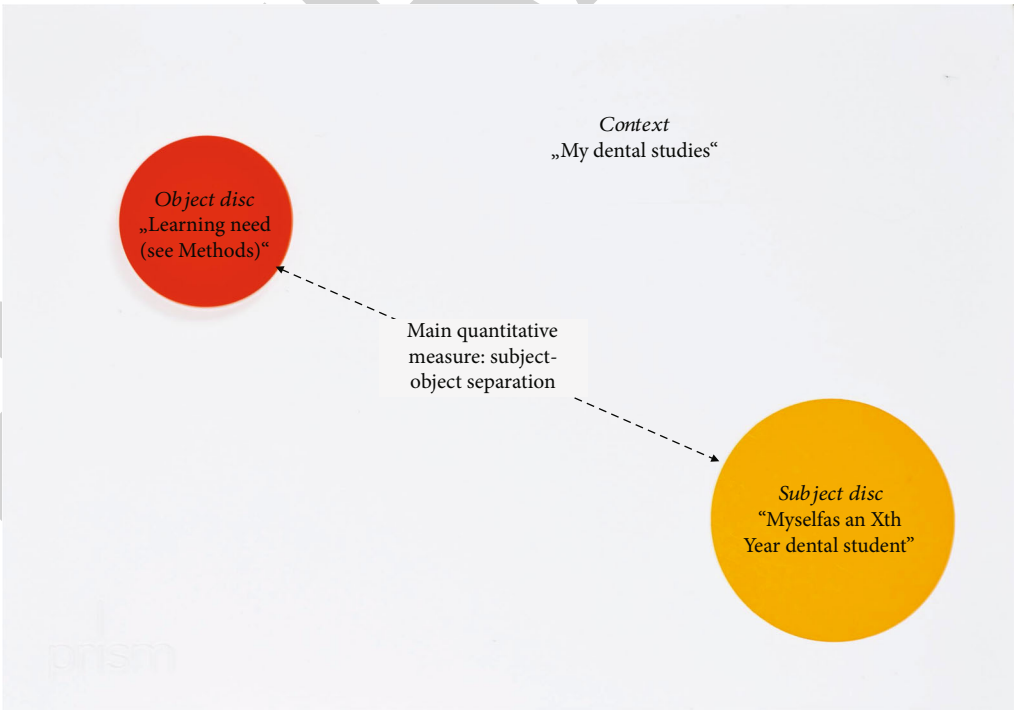 Context
„My dental studies“
Object disc
„Learning need
(see Methods)“
Main quantitative
measure: subject-
object separation
Subject disc
“Myselfas an Xth
Year dental student”
prism